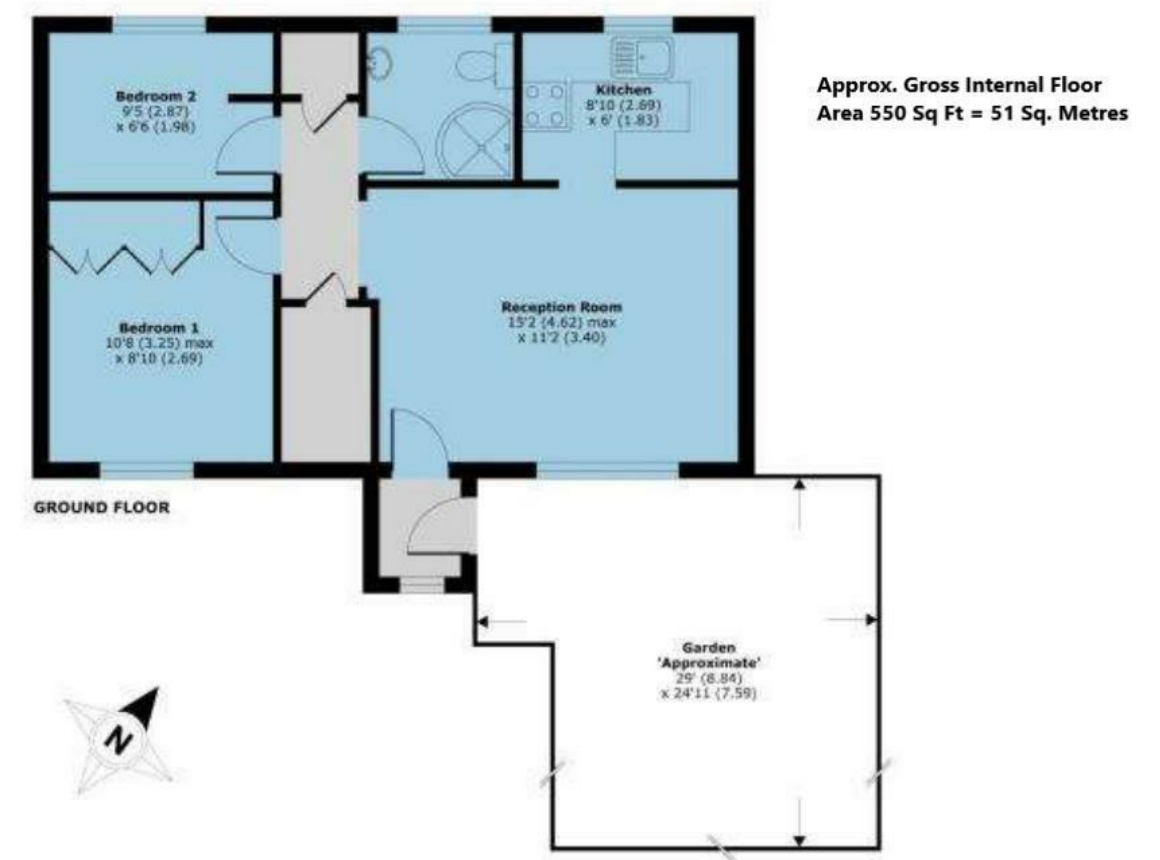 Approx. Gross Internal Floor
Area 550 Sq Ft = 51 Sq. Metres
Bedroom 2
9'5 (2.87)
x 6'6 (1.98)
Kitchen
8'10 (2.69)
x 6' (1.83)
Bedroom 1
10'8 (3.25) max
x 8'10 (2.69)
Reception Room
15'2 (4.62) max
x 11'2 (3.40)
GROUND FLOOR
Garden
'Approximate'
29' (8.84)
x 24'11 (7.59)
N